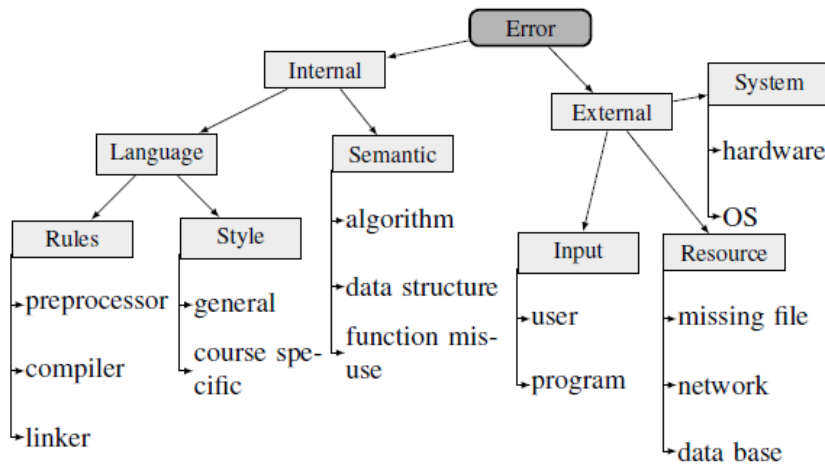 Error
Internal
System
External
Language
Semantic
hardware
algorithm
OS
Rules
Style
Input
Resource
preprocessor
general
data structure
user
missing file
function mis-
use
compiler
course spe-
cific
program
network
linker
data base